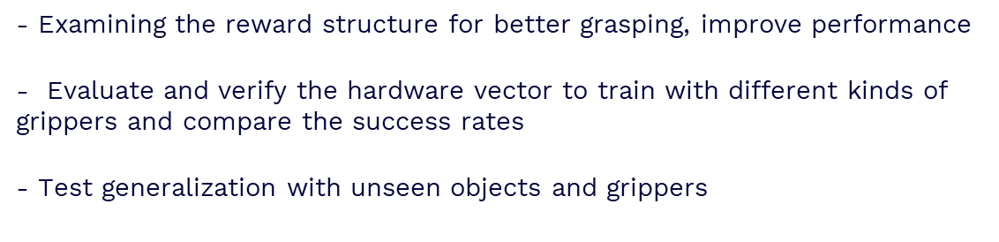 - Examining the reward structure for better grasping, improve performance
-  Evaluate and verify the hardware vector to train with different kinds of
grippers and compare the success rates
- Test generalization with unseen objects and grippers